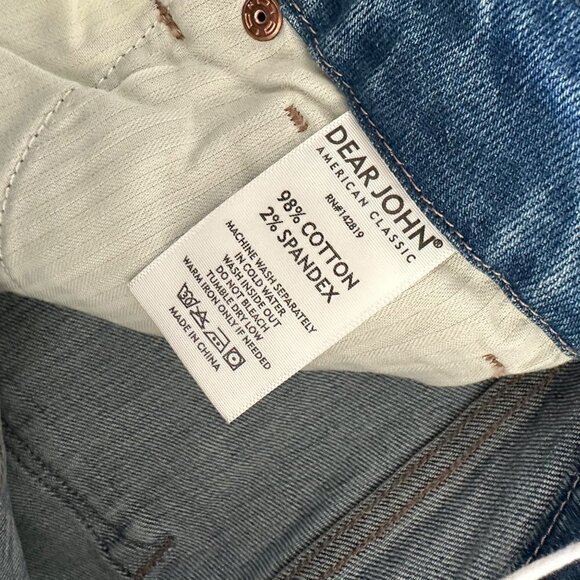 DEAR JOHN®
AMERICAN CLASSIC
RN#142819
98% COTTON
2% SPANDEX
MACHINE WASH SEPARATELY
IN COLD WATER
WASH INSIDE OUT
DO NOT BLEACH
TUMBLE DRY LOW
WARM IRON ONLY IF NEEDED
MADE IN CHINA